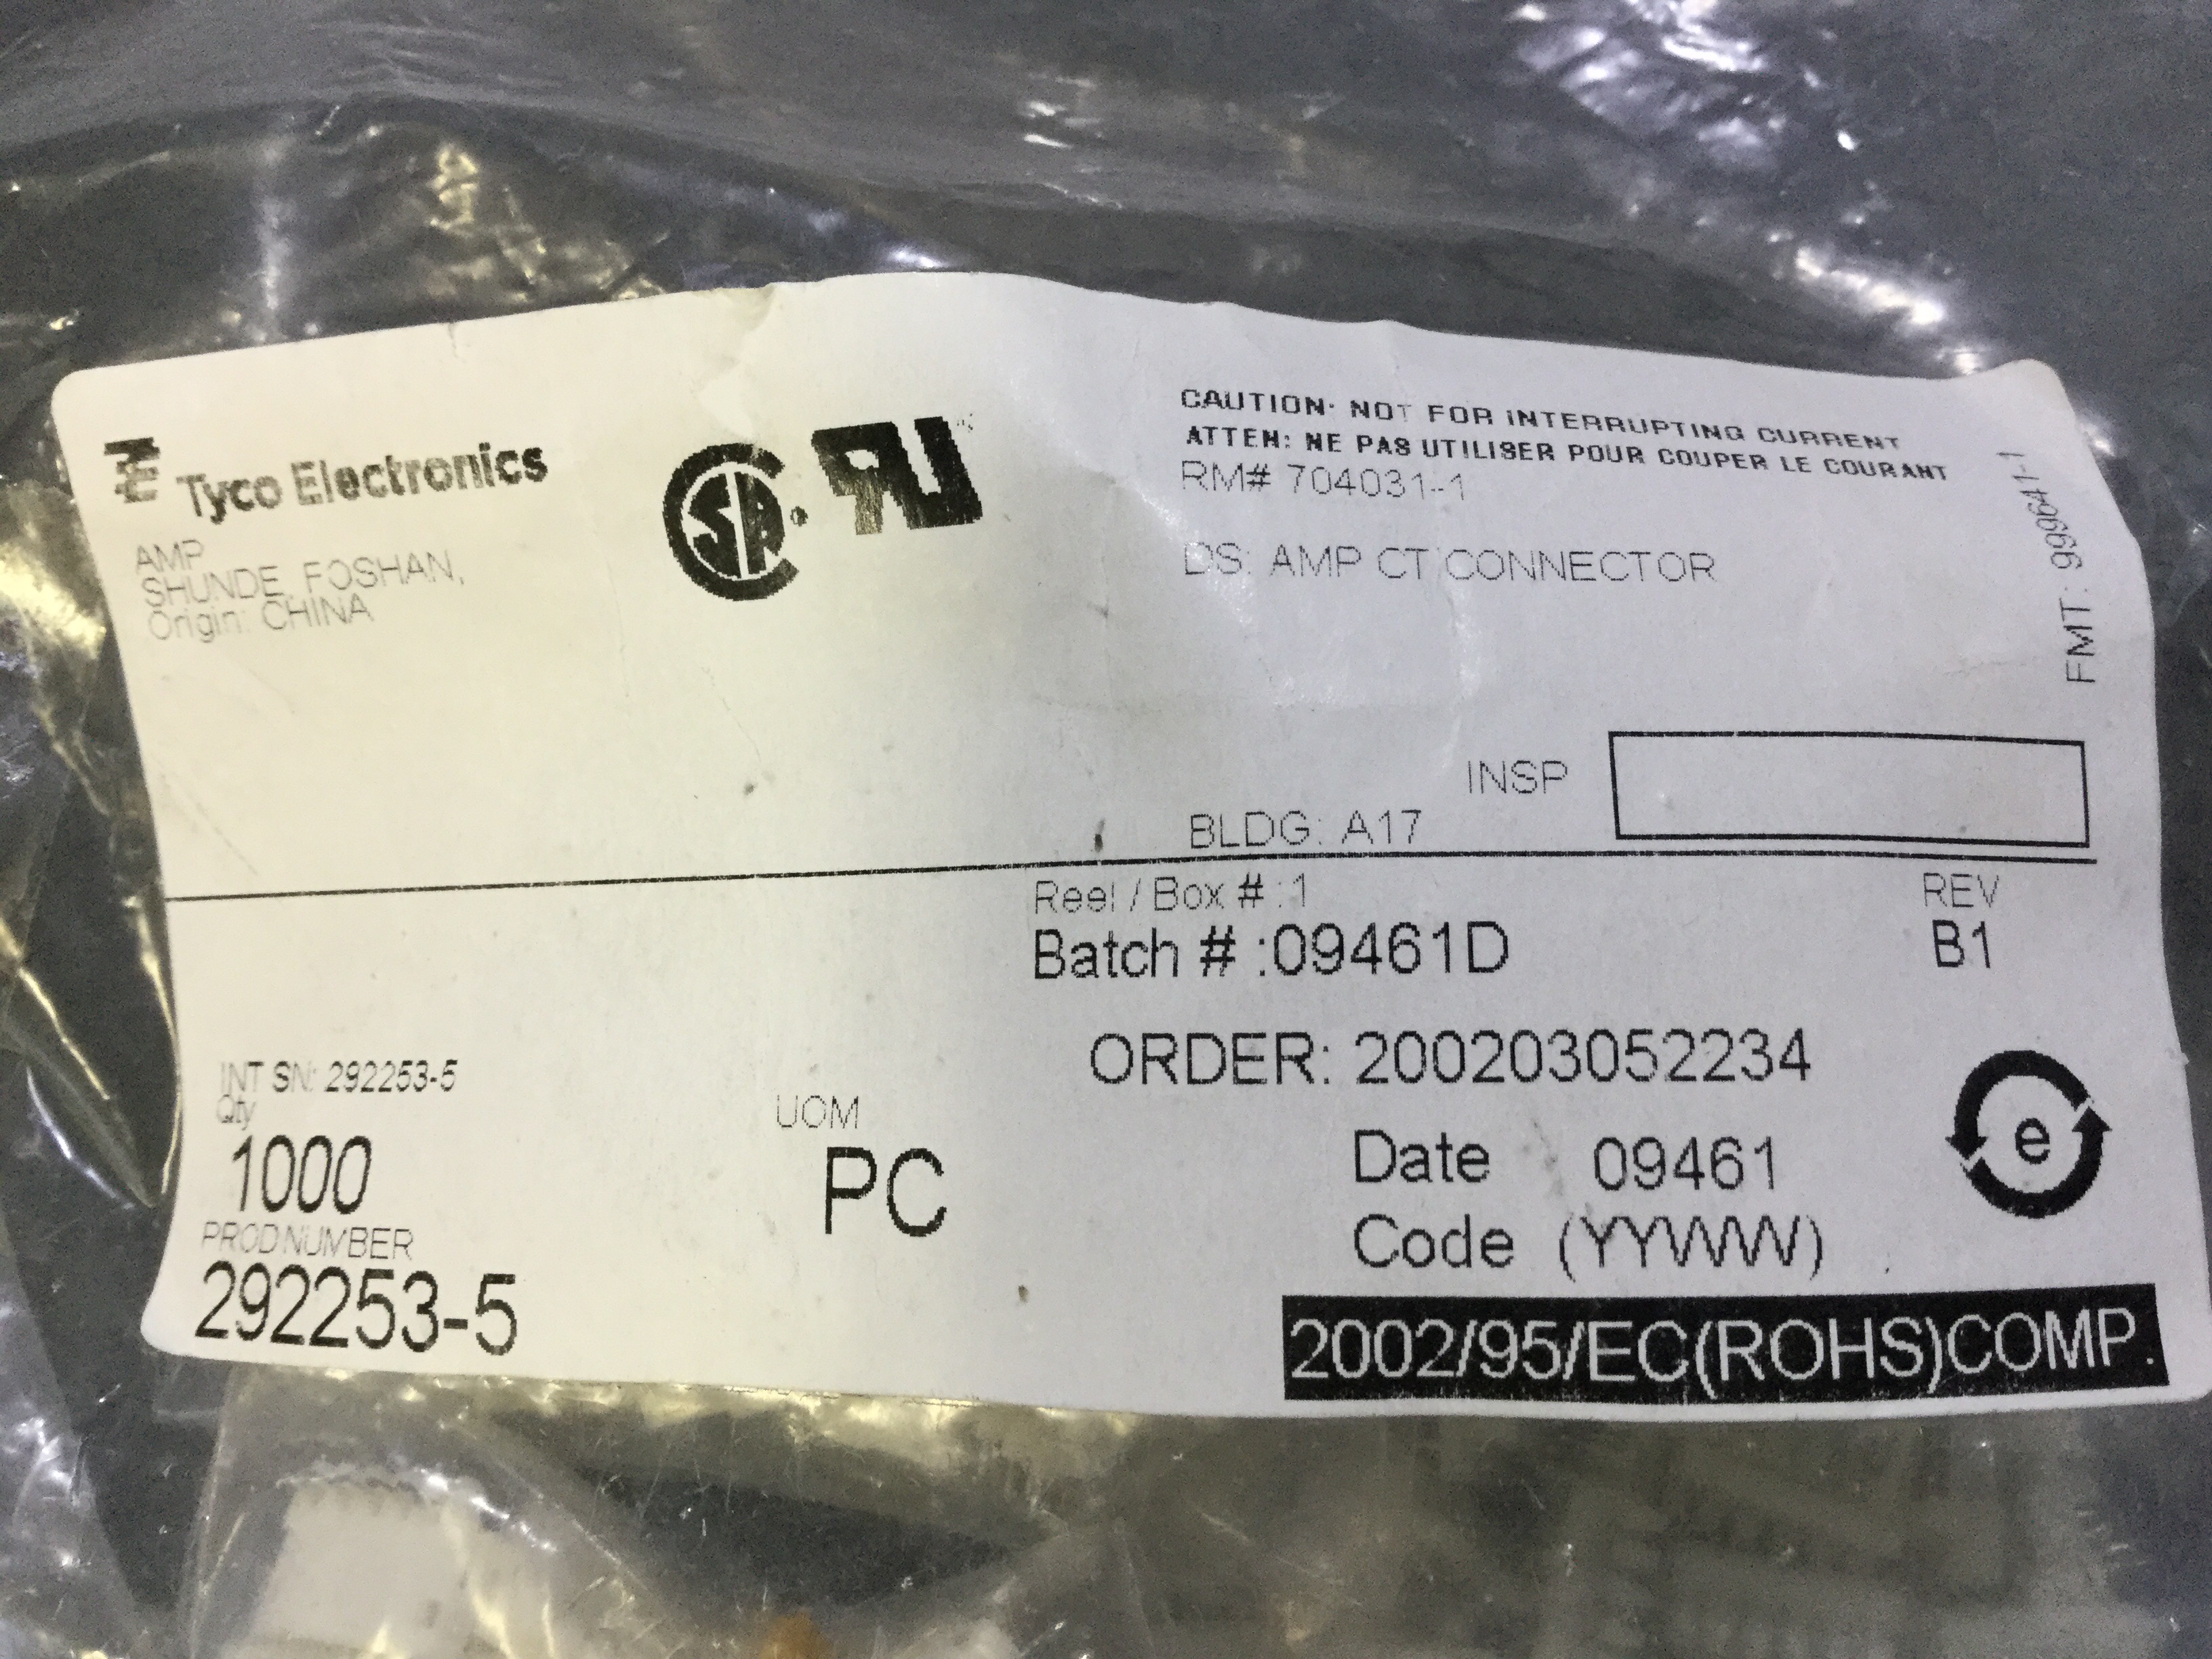 Tyco Electronics
AMP
SHUNDE, FOSHAN,
Origin: CHINA
CAUTION: NOT FOR INTERRUPTING CURRENT
ATTEN: NE PAS UTILISER POUR COUPER LE COURANT
RM# 704031-1
DS: AMP CT CONNECTOR
FMT: 999641-1
INSP
BLDG: A17
Reel / Box # :1
REV
Batch # :09461D
B1
INT SN: 292253-5
ORDER: 200203052234
Qty
UOM
1000
PC
Date 09461
Code (YYWW)
e
PROD NUMBER
292253-5
2002/95/EC(ROHS)COMP.